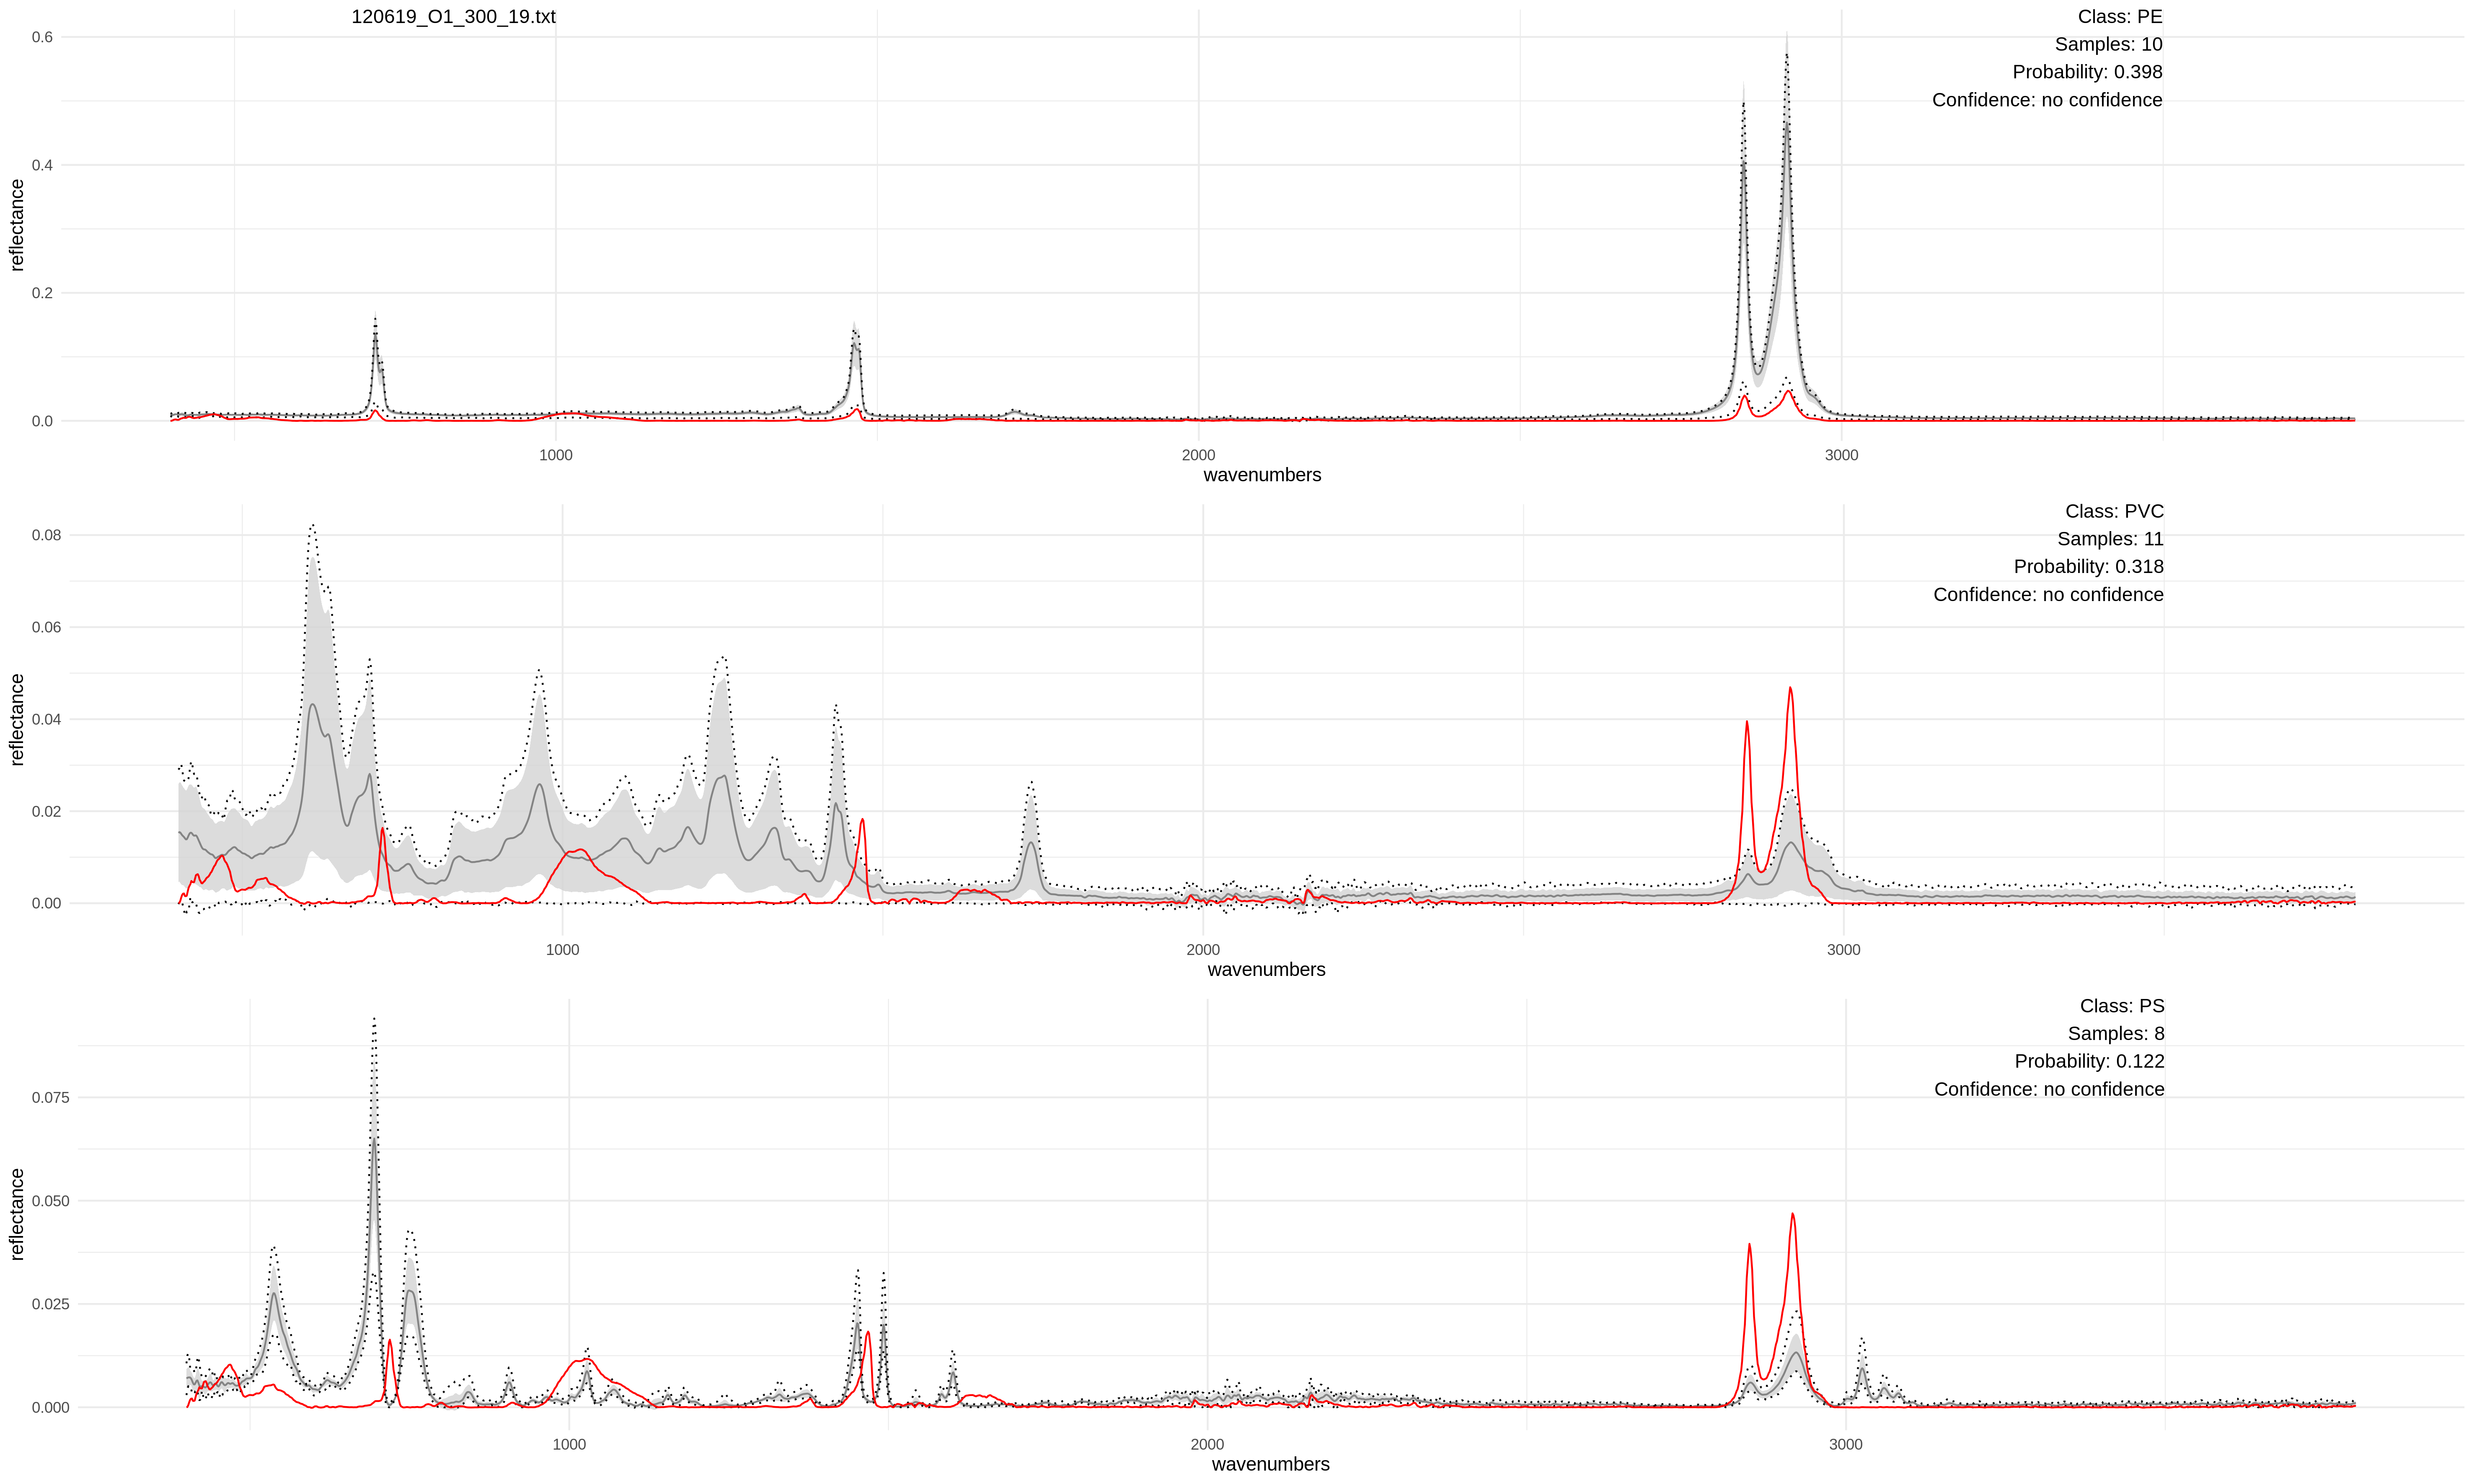 120619_O1_300_19.txt
Class: PE
Samples: 10
Probability: 0.398
Confidence: no confidence
0.6
0.4
0.2
0.0
reflectance
1000
2000
3000
wavenumbers
Class: PVC
Samples: 11
Probability: 0.318
Confidence: no confidence
0.08
0.06
0.04
0.02
0.00
reflectance
1000
2000
3000
wavenumbers
Class: PS
Samples: 8
Probability: 0.122
Confidence: no confidence
0.075
0.050
0.025
0.000
reflectance
1000
2000
3000
wavenumbers